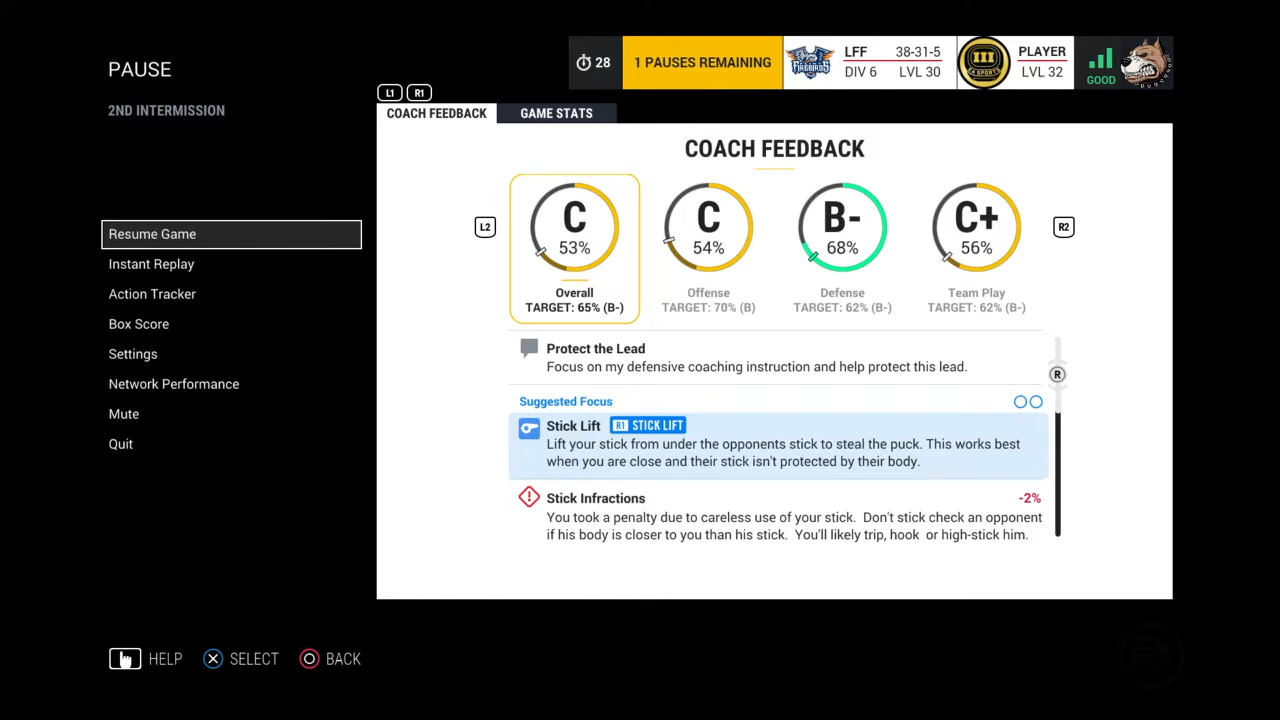 PAUSE
2ND INTERMISSION
28
1 PAUSES REMAINING
FIREBIRDS
LFF 38-31-5
DIV 6 LVL 30
III
EA SPORTS
PLAYER
LVL 32
GOOD
L1 R1
COACH FEEDBACK GAME STATS
Resume Game
Instant Replay
Action Tracker
Box Score
Settings
Network Performance
Mute
Quit
COACH FEEDBACK
L2 R2
C C B- C+
53% 54% 68% 56%
Overall Offense Defense Team Play
TARGET: 65% (B-) TARGET: 70% (B) TARGET: 62% (B-) TARGET: 62% (B-)
Protect the Lead
Focus on my defensive coaching instruction and help protect this lead.
R
Suggested Focus
Stick Lift R1 STICK LIFT
Lift your stick from under the opponents stick to steal the puck. This works best
when you are close and their stick isn't protected by their body.
Stick Infractions -2%
You took a penalty due to careless use of your stick. Don't stick check an opponent
if his body is closer to you than his stick. You'll likely trip, hook or high-stick him.
HELP SELECT BACK